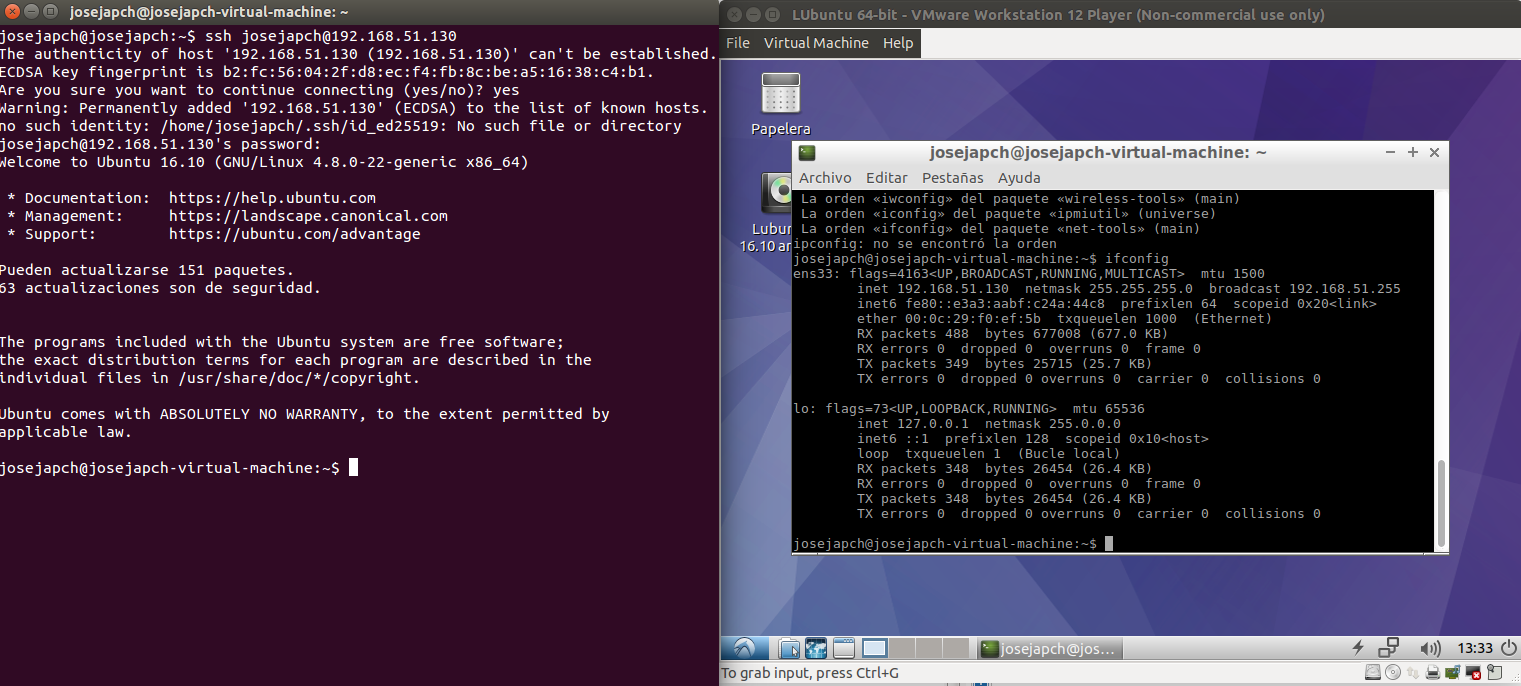 josejapch@josejapch-virtual-machine: ~
josejapch@josejapch:~$ ssh josejapch@192.168.51.130
The authenticity of host '192.168.51.130 (192.168.51.130)' can't be established.
ECDSA key fingerprint is b2:fc:56:04:2f:d8:ec:f4:fb:8c:be:a5:16:38:c4:b1.
Are you sure you want to continue connecting (yes/no)? yes
Warning: Permanently added '192.168.51.130' (ECDSA) to the list of known hosts.
no such identity: /home/josejapch/.ssh/id_ed25519: No such file or directory
josejapch@192.168.51.130's password:
Welcome to Ubuntu 16.10 (GNU/Linux 4.8.0-22-generic x86_64)
 * Documentation:  https://help.ubuntu.com
 * Management:     https://landscape.canonical.com
 * Support:        https://ubuntu.com/advantage
Pueden actualizarse 151 paquetes.
63 actualizaciones son de seguridad.
The programs included with the Ubuntu system are free software;
the exact distribution terms for each program are described in the
individual files in /usr/share/doc/*/copyright.
Ubuntu comes with ABSOLUTELY NO WARRANTY, to the extent permitted by
applicable law.
josejapch@josejapch-virtual-machine:~$
LUbuntu 64-bit - VMware Workstation 12 Player (Non-commercial use only)
File Virtual Machine Help
Papelera
Lubun
16.10 a
josejapch@josejapch-virtual-machine: ~
Archivo Editar Pestañas Ayuda
La orden «iwconfig» del paquete «wireless-tools» (main)
La orden «iconfig» del paquete «ipmiutil» (universe)
La orden «ifconfig» del paquete «net-tools» (main)
ipconfig: no se encontró la orden
josejapch@josejapch-virtual-machine:~$ ifconfig
ens33: flags=4163<UP,BROADCAST,RUNNING,MULTICAST>  mtu 1500
        inet 192.168.51.130  netmask 255.255.255.0  broadcast 192.168.51.255
        inet6 fe80::e3a3:aabf:c24a:44c8  prefixlen 64  scopeid 0x20<link>
        ether 00:0c:29:f0:ef:5b  txqueuelen 1000  (Ethernet)
        RX packets 488  bytes 677008 (677.0 KB)
        RX errors 0  dropped 0  overruns 0  frame 0
        TX packets 349  bytes 25715 (25.7 KB)
        TX errors 0  dropped 0 overruns 0  carrier 0  collisions 0
lo: flags=73<UP,LOOPBACK,RUNNING>  mtu 65536
        inet 127.0.0.1  netmask 255.0.0.0
        inet6 ::1  prefixlen 128  scopeid 0x10<host>
        loop  txqueuelen 1  (Bucle local)
        RX packets 348  bytes 26454 (26.4 KB)
        RX errors 0  dropped 0  overruns 0  frame 0
        TX packets 348  bytes 26454 (26.4 KB)
        TX errors 0  dropped 0 overruns 0  carrier 0  collisions 0
josejapch@josejapch-virtual-machine:~$
josejapch@jos...
13:33
To grab input, press Ctrl+G